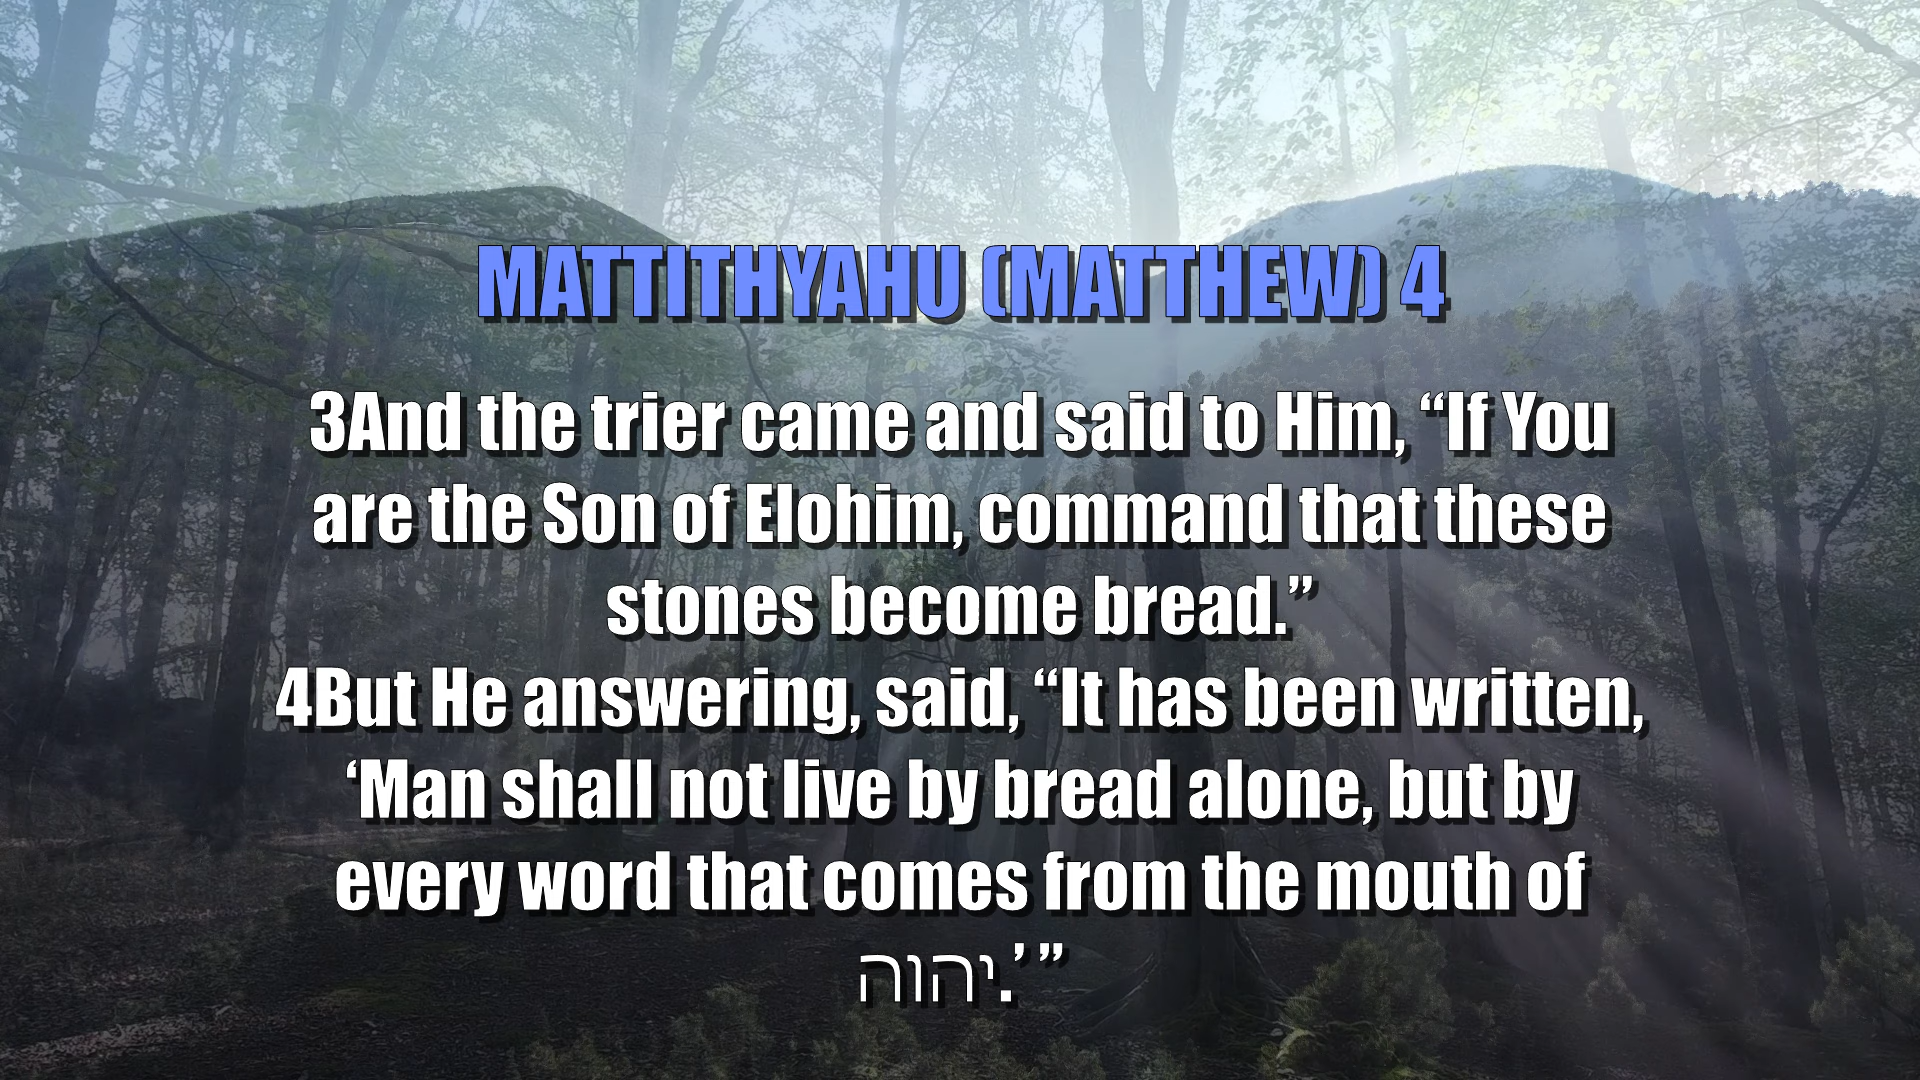 MATTITHYAHU (MATTHEW) 4
3And the trier came and said to Him, “If You
are the Son of Elohim, command that these
stones become bread.”
4But He answering, said, “It has been written,
‘Man shall not live by bread alone, but by
every word that comes from the mouth of
יהוה.’ ”